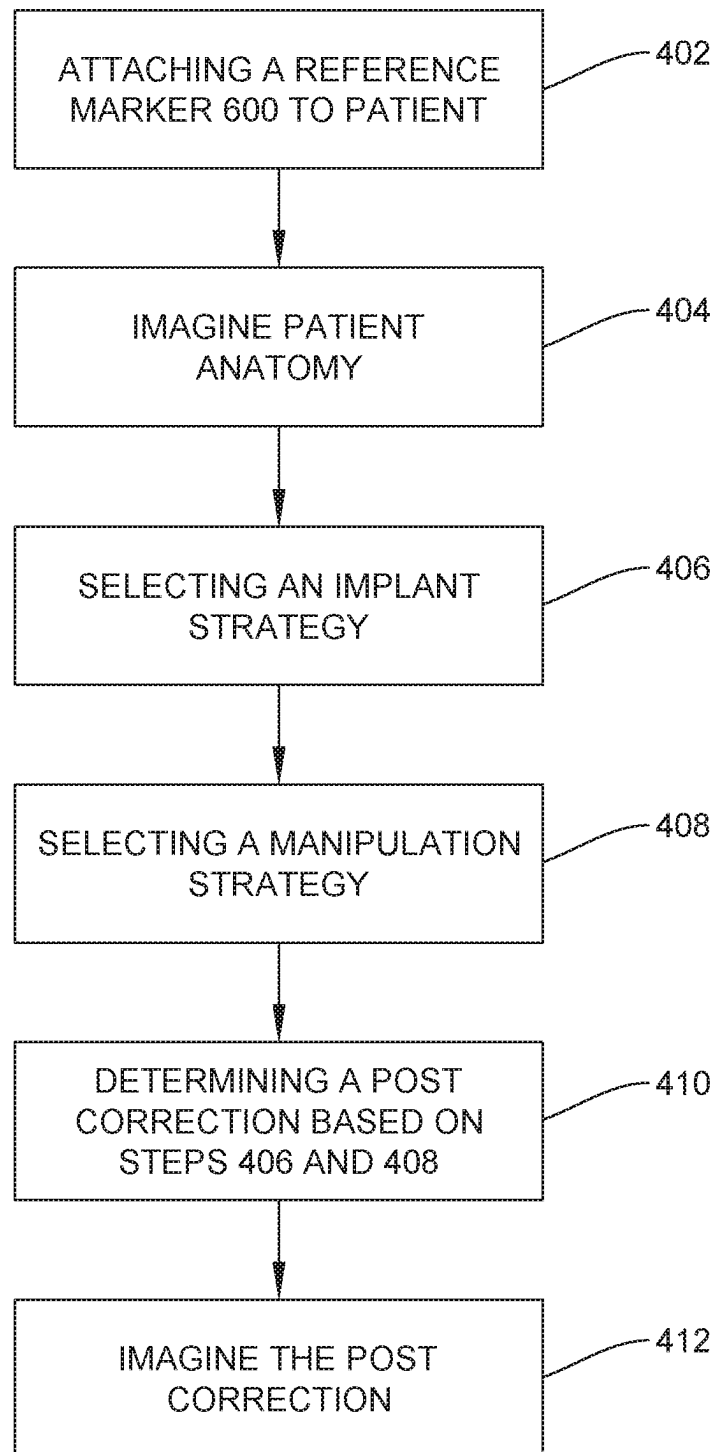 ATTACHING A REFERENCE
MARKER 600 TO PATIENT
402
IMAGINE PATIENT
ANATOMY
404
SELECTING AN IMPLANT
STRATEGY
406
SELECTING A MANIPULATION
STRATEGY
408
DETERMINING A POST
CORRECTION BASED ON
STEPS 406 AND 408
410
IMAGINE THE POST
CORRECTION
412